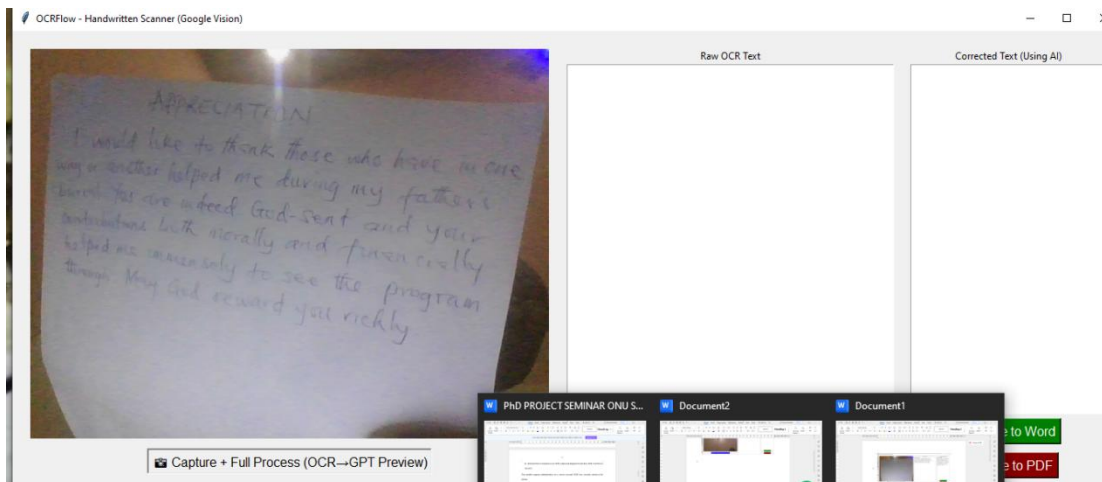 OCRFlow - Handwritten Scanner (Google Vision)
Raw OCR Text
Corrected Text (Using AI)
APPRECIATION
I would like to thank those who have in one
way or another helped me during my father's
burial. You are indeed God-sent and your
contributions both morally and financially
helped me immensely to see the program
through. May God reward you richly.
Capture + Full Process (OCR→GPT Preview)
PhD PROJECT SEMINAR ONU S...
Document2
Document1
e to Word
e to PDF